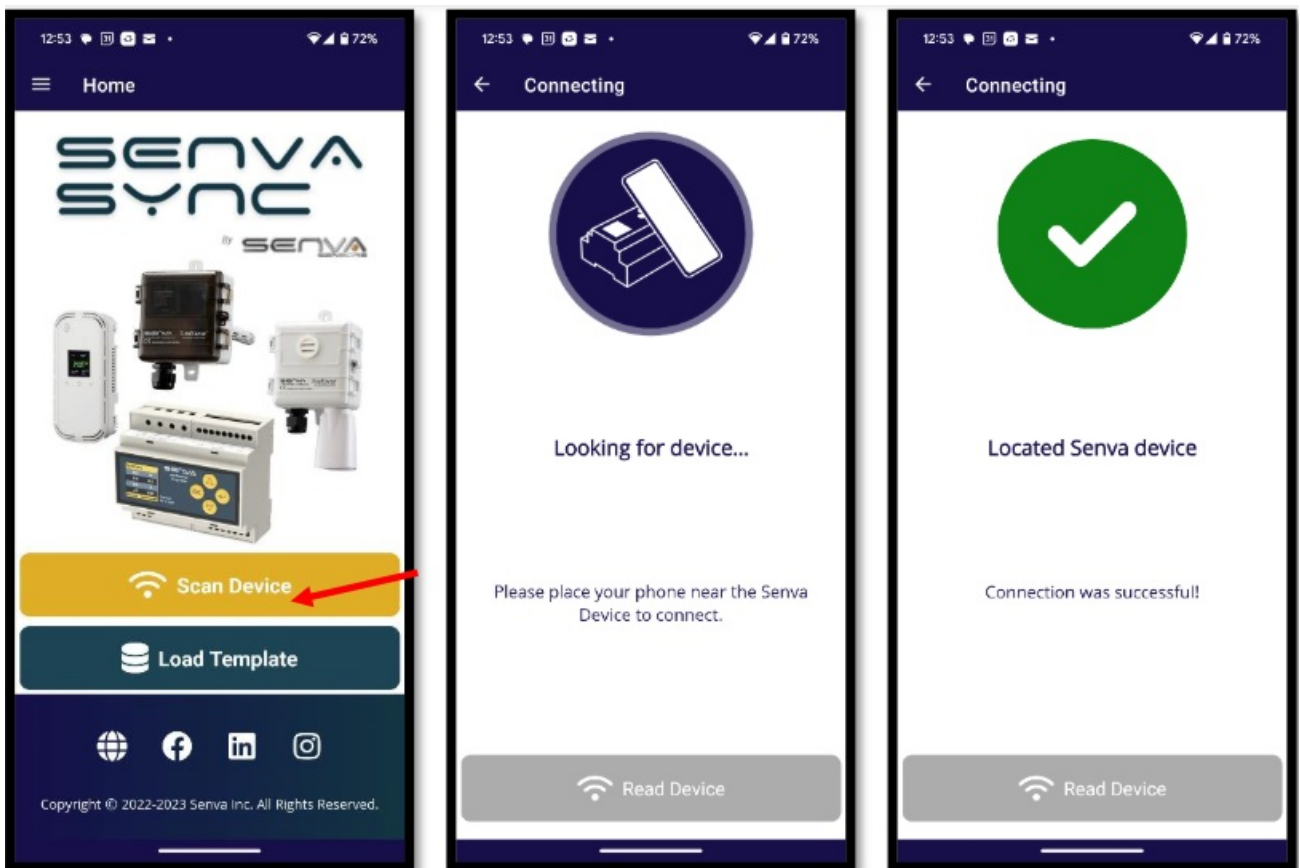 12:53
72%
Home
SENVA
SYNC
By SENVA
Scan Device
Load Template
Copyright © 2022-2023 Senva Inc. All Rights Reserved.
12:53
72%
Connecting
Looking for device...
Please place your phone near the Senva
Device to connect.
Read Device
12:53
72%
Connecting
Located Senva device
Connection was successful!
Read Device